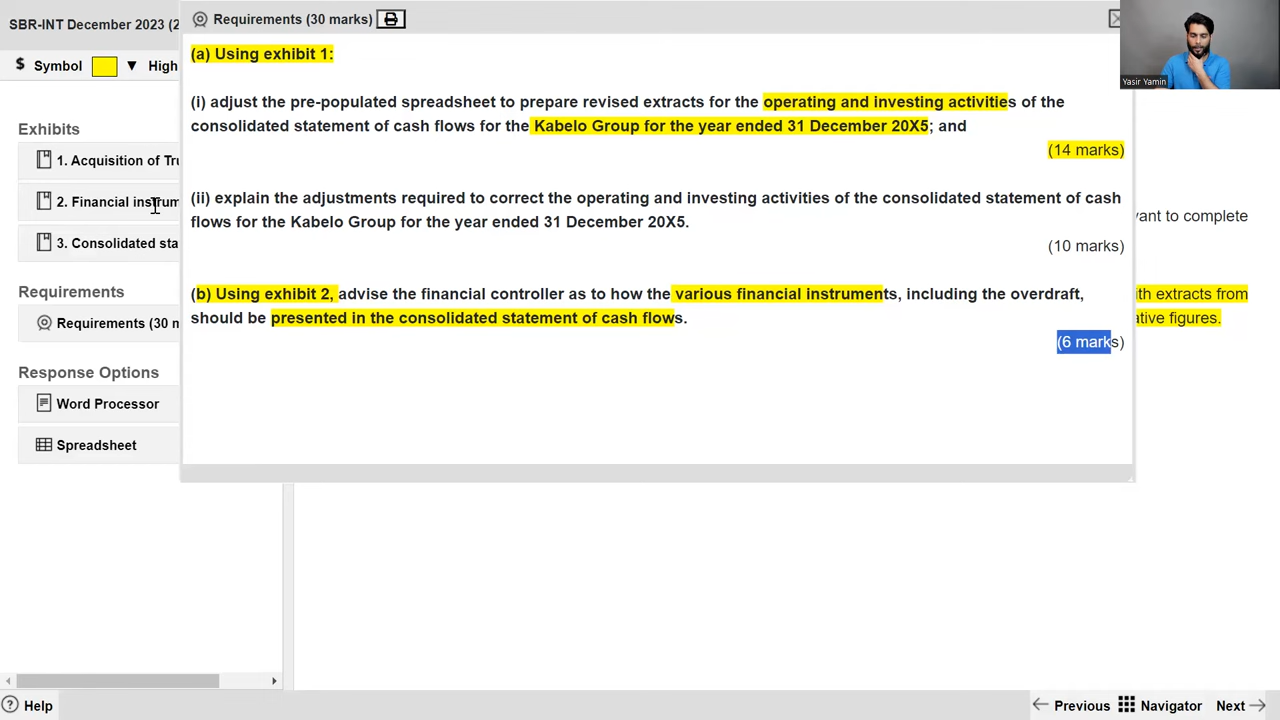 SBR-INT December 2023 (2
Requirements (30 marks)
Yasir Yamin
$ Symbol ▼ High
(a) Using exhibit 1:
(i) adjust the pre-populated spreadsheet to prepare revised extracts for the operating and investing activities of the
consolidated statement of cash flows for the Kabelo Group for the year ended 31 December 20X5; and
(14 marks)
(ii) explain the adjustments required to correct the operating and investing activities of the consolidated statement of cash
flows for the Kabelo Group for the year ended 31 December 20X5.
(10 marks)
(b) Using exhibit 2, advise the financial controller as to how the various financial instruments, including the overdraft,
should be presented in the consolidated statement of cash flows.
(6 marks)
Exhibits
1. Acquisition of Tru
2. Financial instrum
3. Consolidated sta
Requirements
Requirements (30 m
Response Options
Word Processor
Spreadsheet
vant to complete
ith extracts from
ative figures.
Help
Previous Navigator Next